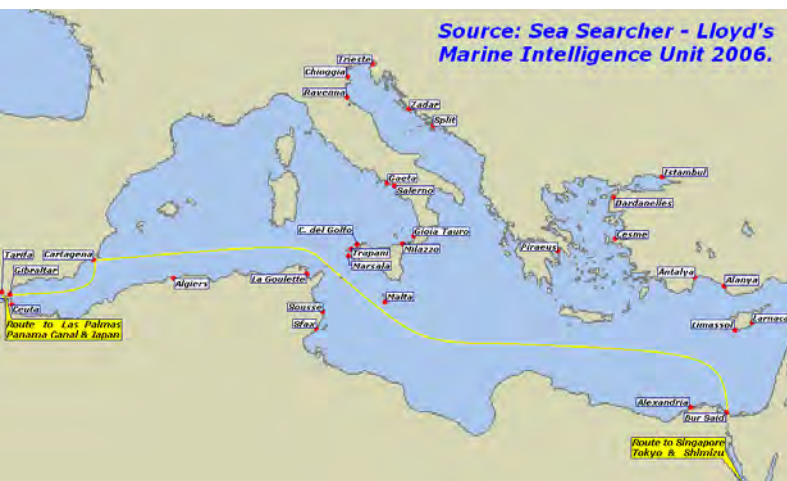 Source: Sea Searcher - Lloyd's
Marine Intelligence Unit 2006.
Trieste
Chioggia
Ravenna
Zadar
Split
Istambul
Gaeta
Salerno
Dardanelles
C. del Golfo
Gioia Tauro
Cesme
Tarifa
Cartagena
Trapani
Milazzo
Piraeus
Gibraltar
Marsala
Algiers
La Goulette
Antalya
Alanya
Ceuta
Malta
Sousse
Sfax
Larnaca
Limassol
Route to Las Palmas
Panama Canal & Japan
Alexandria
Bur Said
Route to Singapore
Tokyo & Shimizu